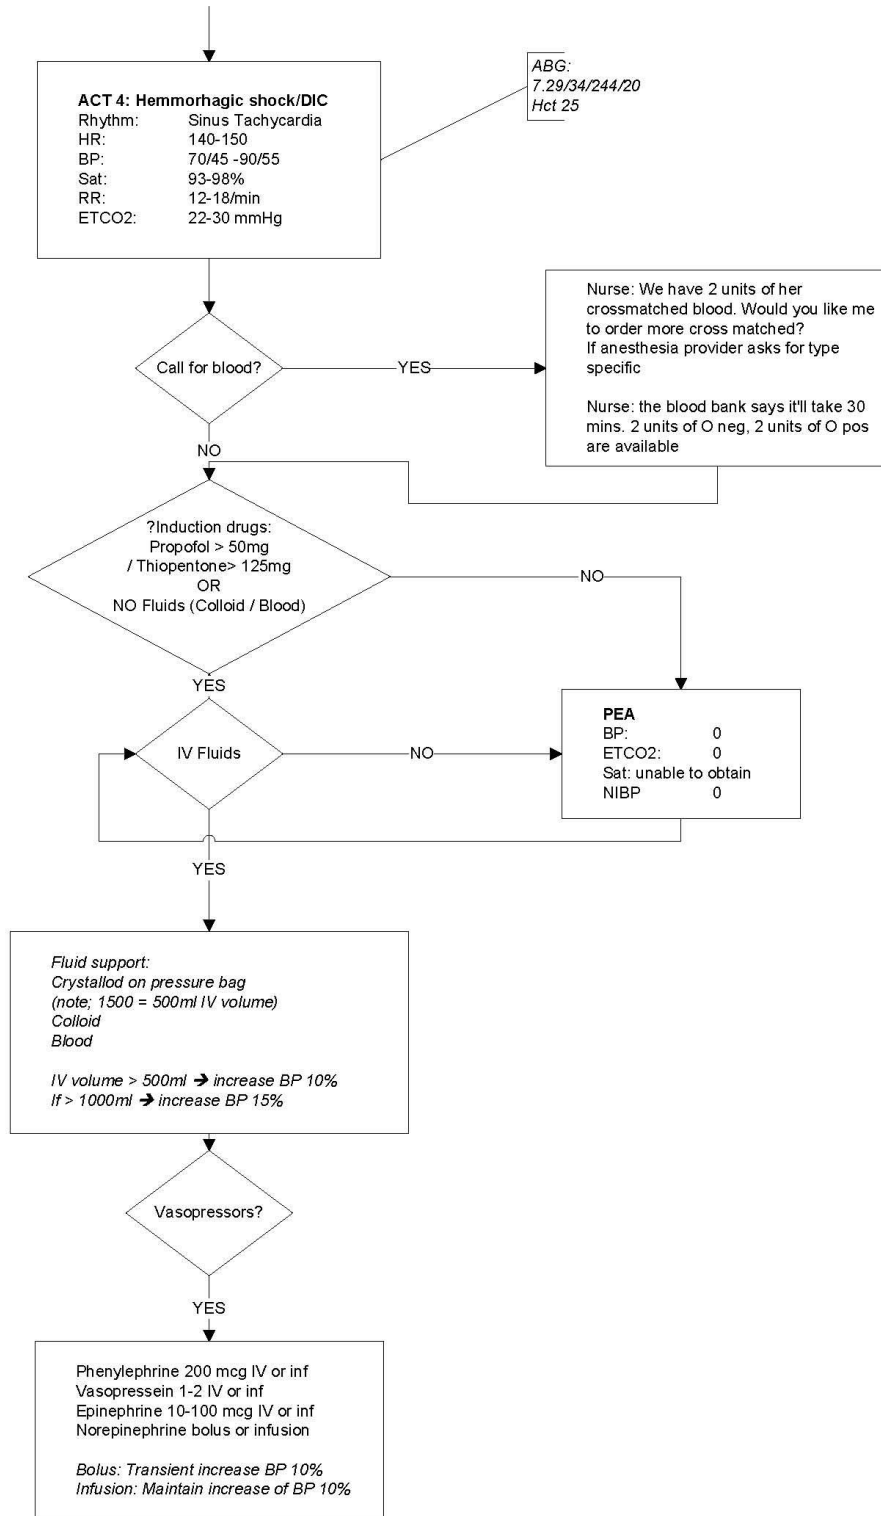 ABG:
7.29/34/244/20
Hct 25
ACT 4: Hemmorhagic shock/DIC
Rhythm: Sinus Tachycardia
HR: 140-150
BP: 70/45 -90/55
Sat: 93-98%
RR: 12-18/min
ETCO2: 22-30 mmHg
Call for blood?
YES
Nurse: We have 2 units of her
crossmatched blood. Would you like me
to order more cross matched?
If anesthesia provider asks for type
specific
Nurse: the blood bank says it'll take 30
mins. 2 units of O neg, 2 units of O pos
are available
NO
?Induction drugs:
Propofol > 50mg
/ Thiopentone> 125mg
OR
NO Fluids (Colloid / Blood)
NO
YES
IV Fluids
NO
PEA
BP: 0
ETCO2: 0
Sat: unable to obtain
NIBP 0
YES
Fluid support:
Crystallod on pressure bag
(note; 1500 = 500ml IV volume)
Colloid
Blood
IV volume > 500ml ➔ increase BP 10%
If > 1000ml ➔ increase BP 15%
Vasopressors?
YES
Phenylephrine 200 mcg IV or inf
Vasopressein 1-2 IV or inf
Epinephrine 10-100 mcg IV or inf
Norepinephrine bolus or infusion
Bolus: Transient increase BP 10%
Infusion: Maintain increase of BP 10%